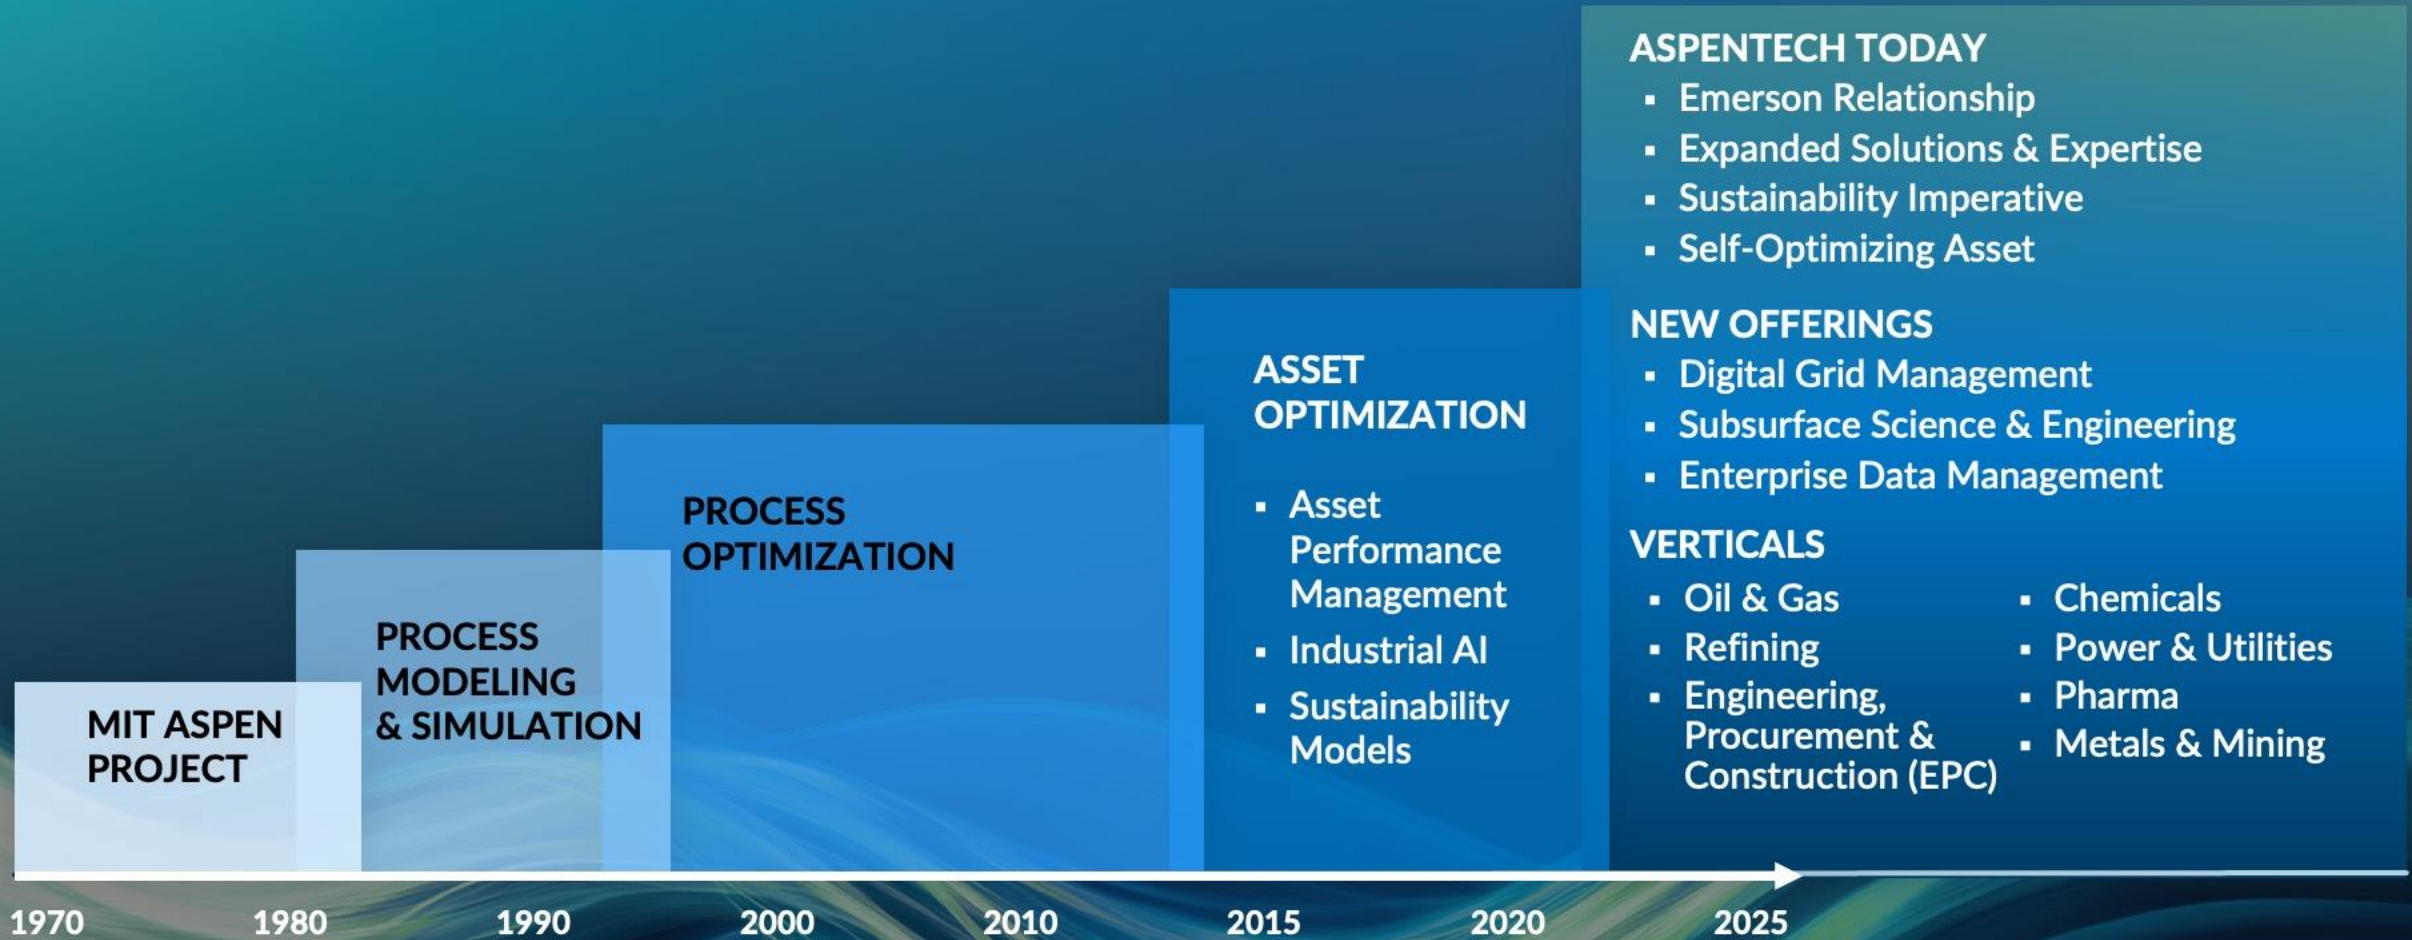 MIT ASPEN
PROJECT
PROCESS
MODELING
& SIMULATION
PROCESS
OPTIMIZATION
ASSET
OPTIMIZATION
▪ Asset
Performance
Management
▪ Industrial AI
▪ Sustainability
Models
ASPENTECH TODAY
▪ Emerson Relationship
▪ Expanded Solutions & Expertise
▪ Sustainability Imperative
▪ Self-Optimizing Asset
NEW OFFERINGS
▪ Digital Grid Management
▪ Subsurface Science & Engineering
▪ Enterprise Data Management
VERTICALS
▪ Oil & Gas
▪ Refining
▪ Engineering,
Procurement &
Construction (EPC)
▪ Chemicals
▪ Power & Utilities
▪ Pharma
▪ Metals & Mining
1970 1980 1990 2000 2010 2015 2020 2025